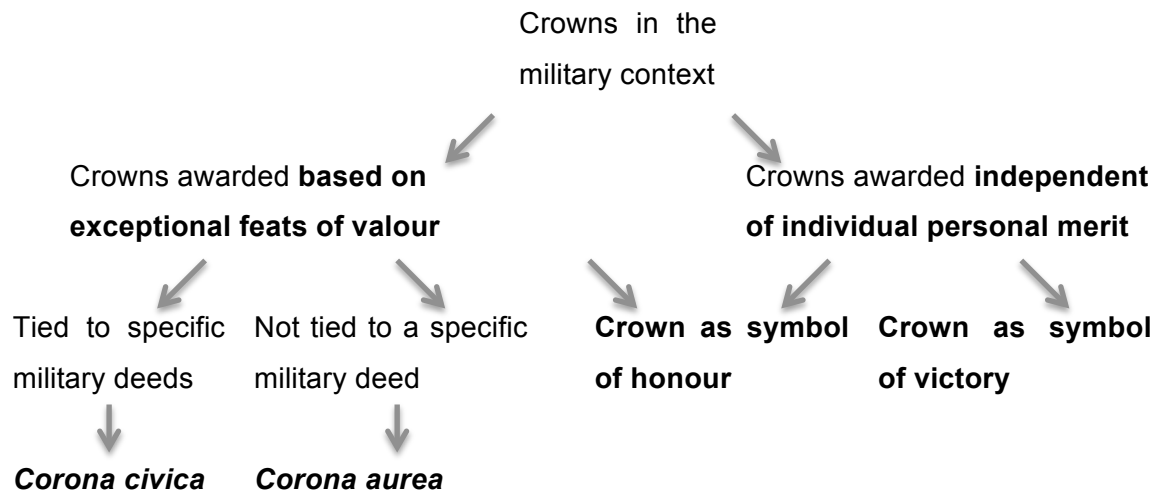 Crowns in the
military context
Crowns awarded based on
exceptional feats of valour
Crowns awarded independent
of individual personal merit
Tied to specific
military deeds
Not tied to a specific
military deed
Crown as symbol
of honour
Crown as symbol
of victory
Corona civica
Corona aurea